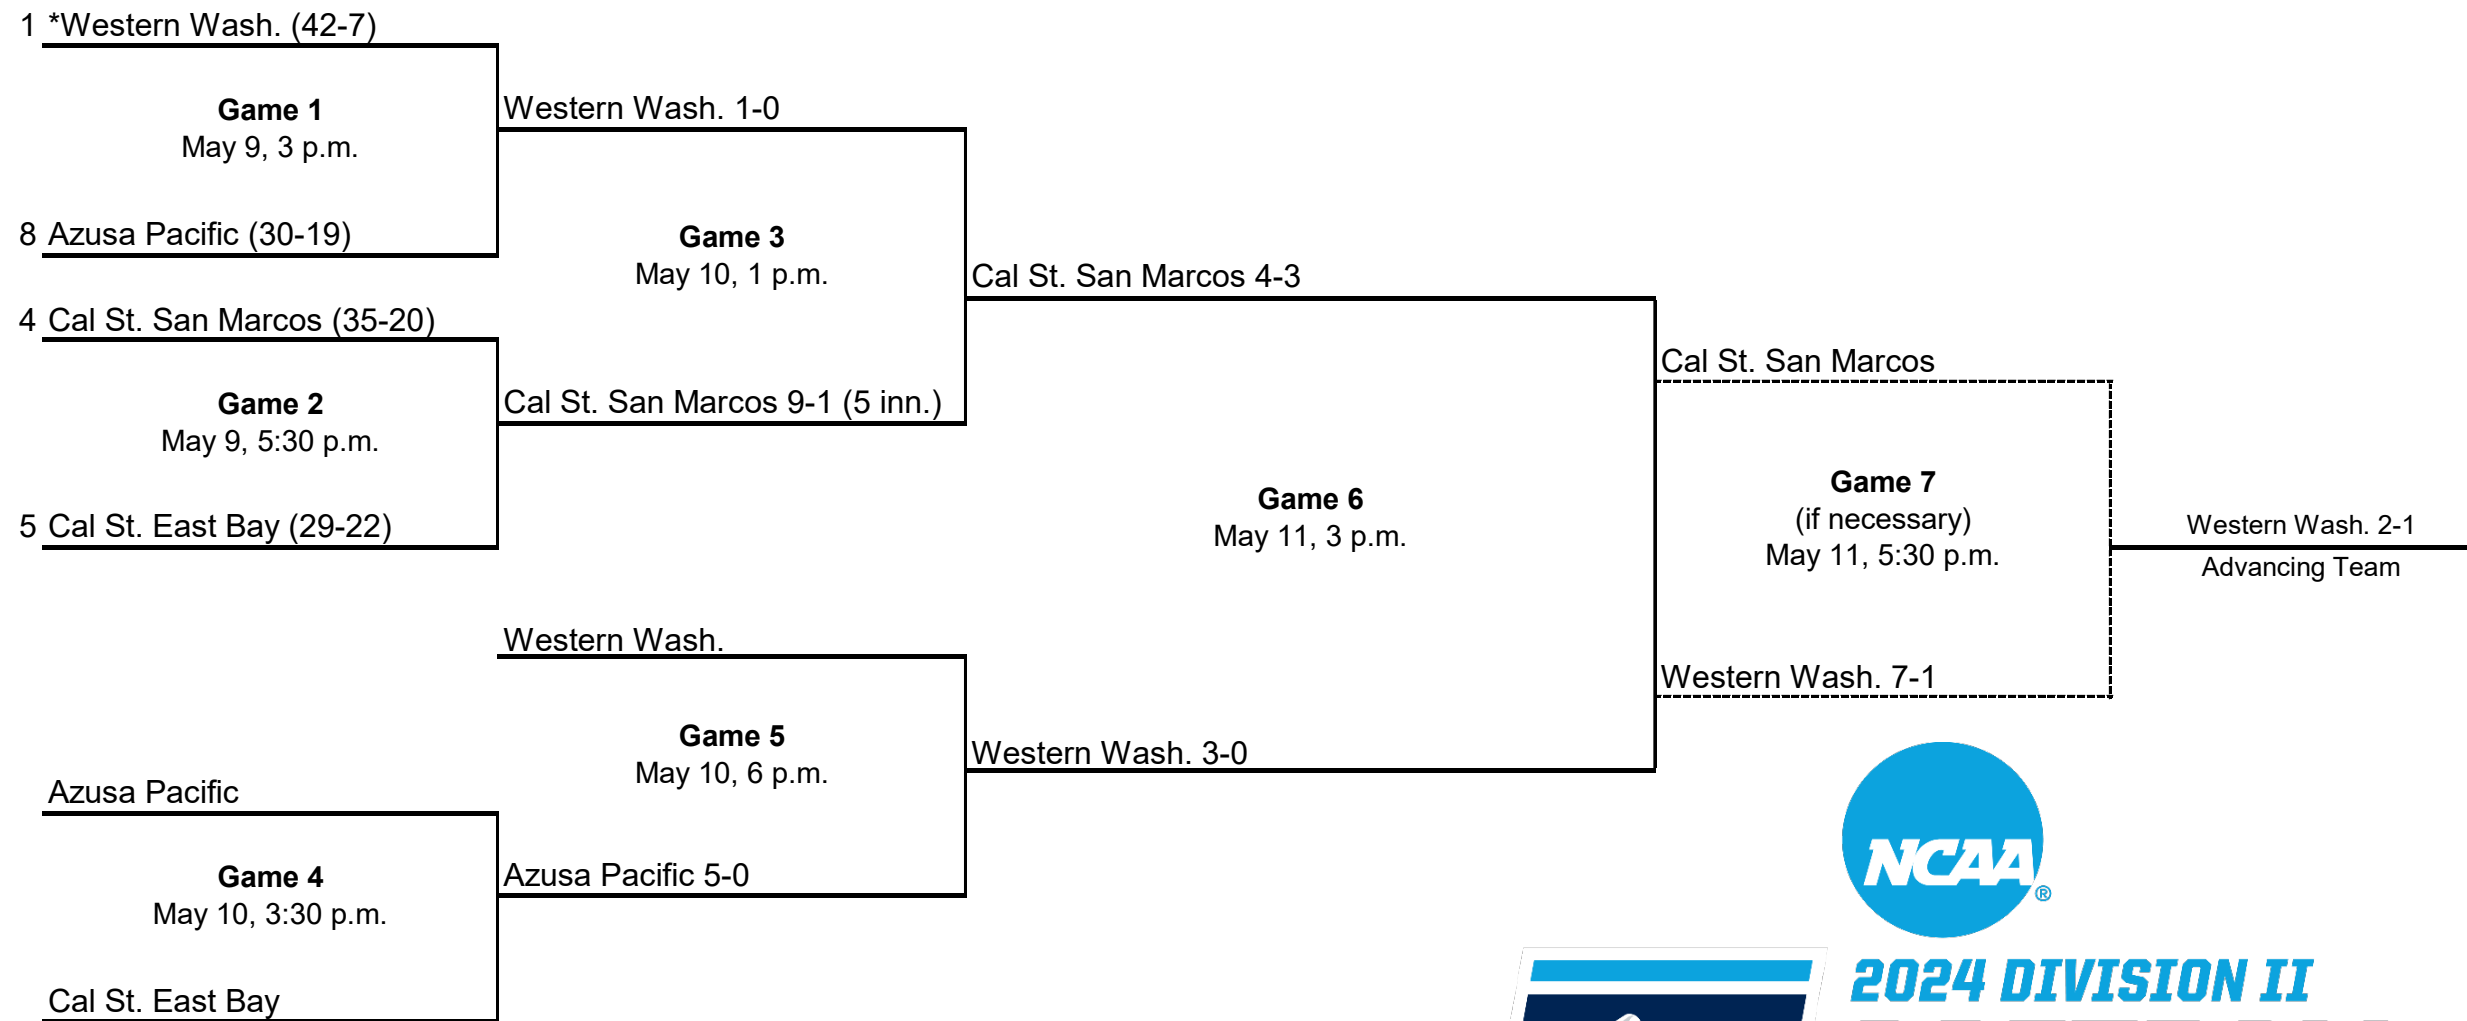 1 *Western Wash. (42-7)
Game 1
May 9, 3 p.m.
8 Azusa Pacific (30-19)
Western Wash. 1-0
4 Cal St. San Marcos (35-20)
Game 2
May 9, 5:30 p.m.
5 Cal St. East Bay (29-22)
Cal St. San Marcos 9-1 (5 inn.)
Game 3
May 10, 1 p.m.
Cal St. San Marcos 4-3
Azusa Pacific
Game 4
May 10, 3:30 p.m.
Cal St. East Bay
Western Wash.
Game 5
May 10, 6 p.m.
Azusa Pacific 5-0
Western Wash. 3-0
Game 6
May 11, 3 p.m.
Cal St. San Marcos
Game 7
(if necessary)
May 11, 5:30 p.m.
Western Wash. 7-1
Western Wash. 2-1
Advancing Team
NCAA®
2024 DIVISION II